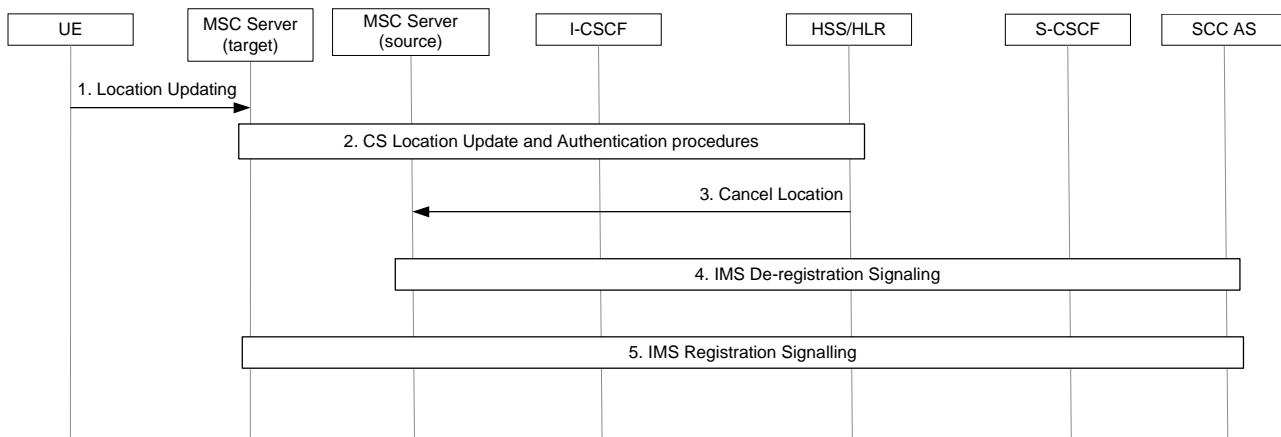 UE
MSC Server
(target)
MSC Server
(source)
I-CSCF
HSS/HLR
S-CSCF
SCC AS
1. Location Updating
2. CS Location Update and Authentication procedures
3. Cancel Location
4. IMS De-registration Signaling
5. IMS Registration Signalling